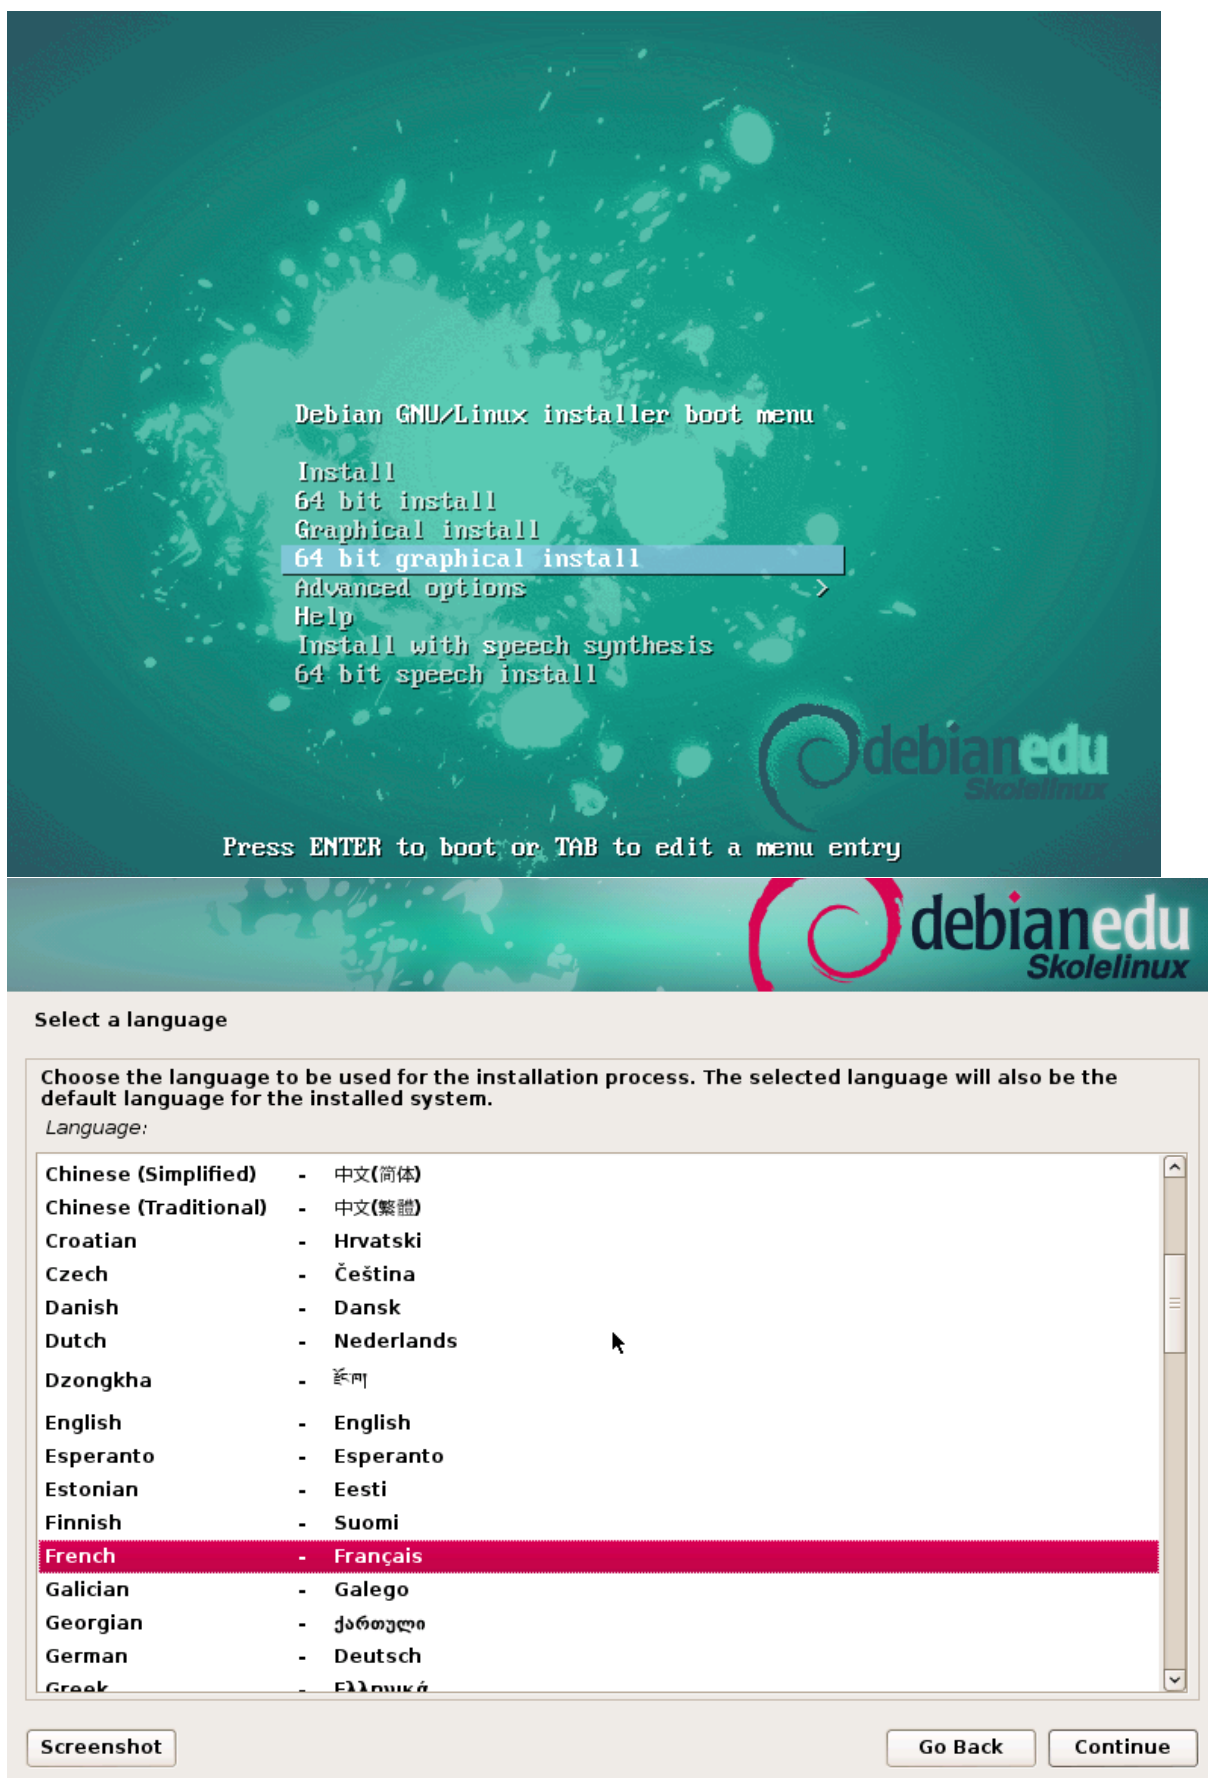 Debian GNU/Linux installer boot menu
Install
64 bit install
Graphical install
64 bit graphical install
Advanced options >
Help
Install with speech synthesis
64 bit speech install
debianedu
Skolelinux
Press ENTER to boot or TAB to edit a menu entry
debianedu
Skolelinux
Select a language
Choose the language to be used for the installation process. The selected language will also be the
default language for the installed system.
Language:
Chinese (Simplified) - 中文(简体)
Chinese (Traditional) - 中文(繁體)
Croatian - Hrvatski
Czech - Čeština
Danish - Dansk
Dutch - Nederlands
Dzongkha - རྫོང་ཁ།
English - English
Esperanto - Esperanto
Estonian - Eesti
Finnish - Suomi
French - Français
Galician - Galego
Georgian - ქართული
German - Deutsch
Greek - Ελληνικά
Screenshot Go Back Continue